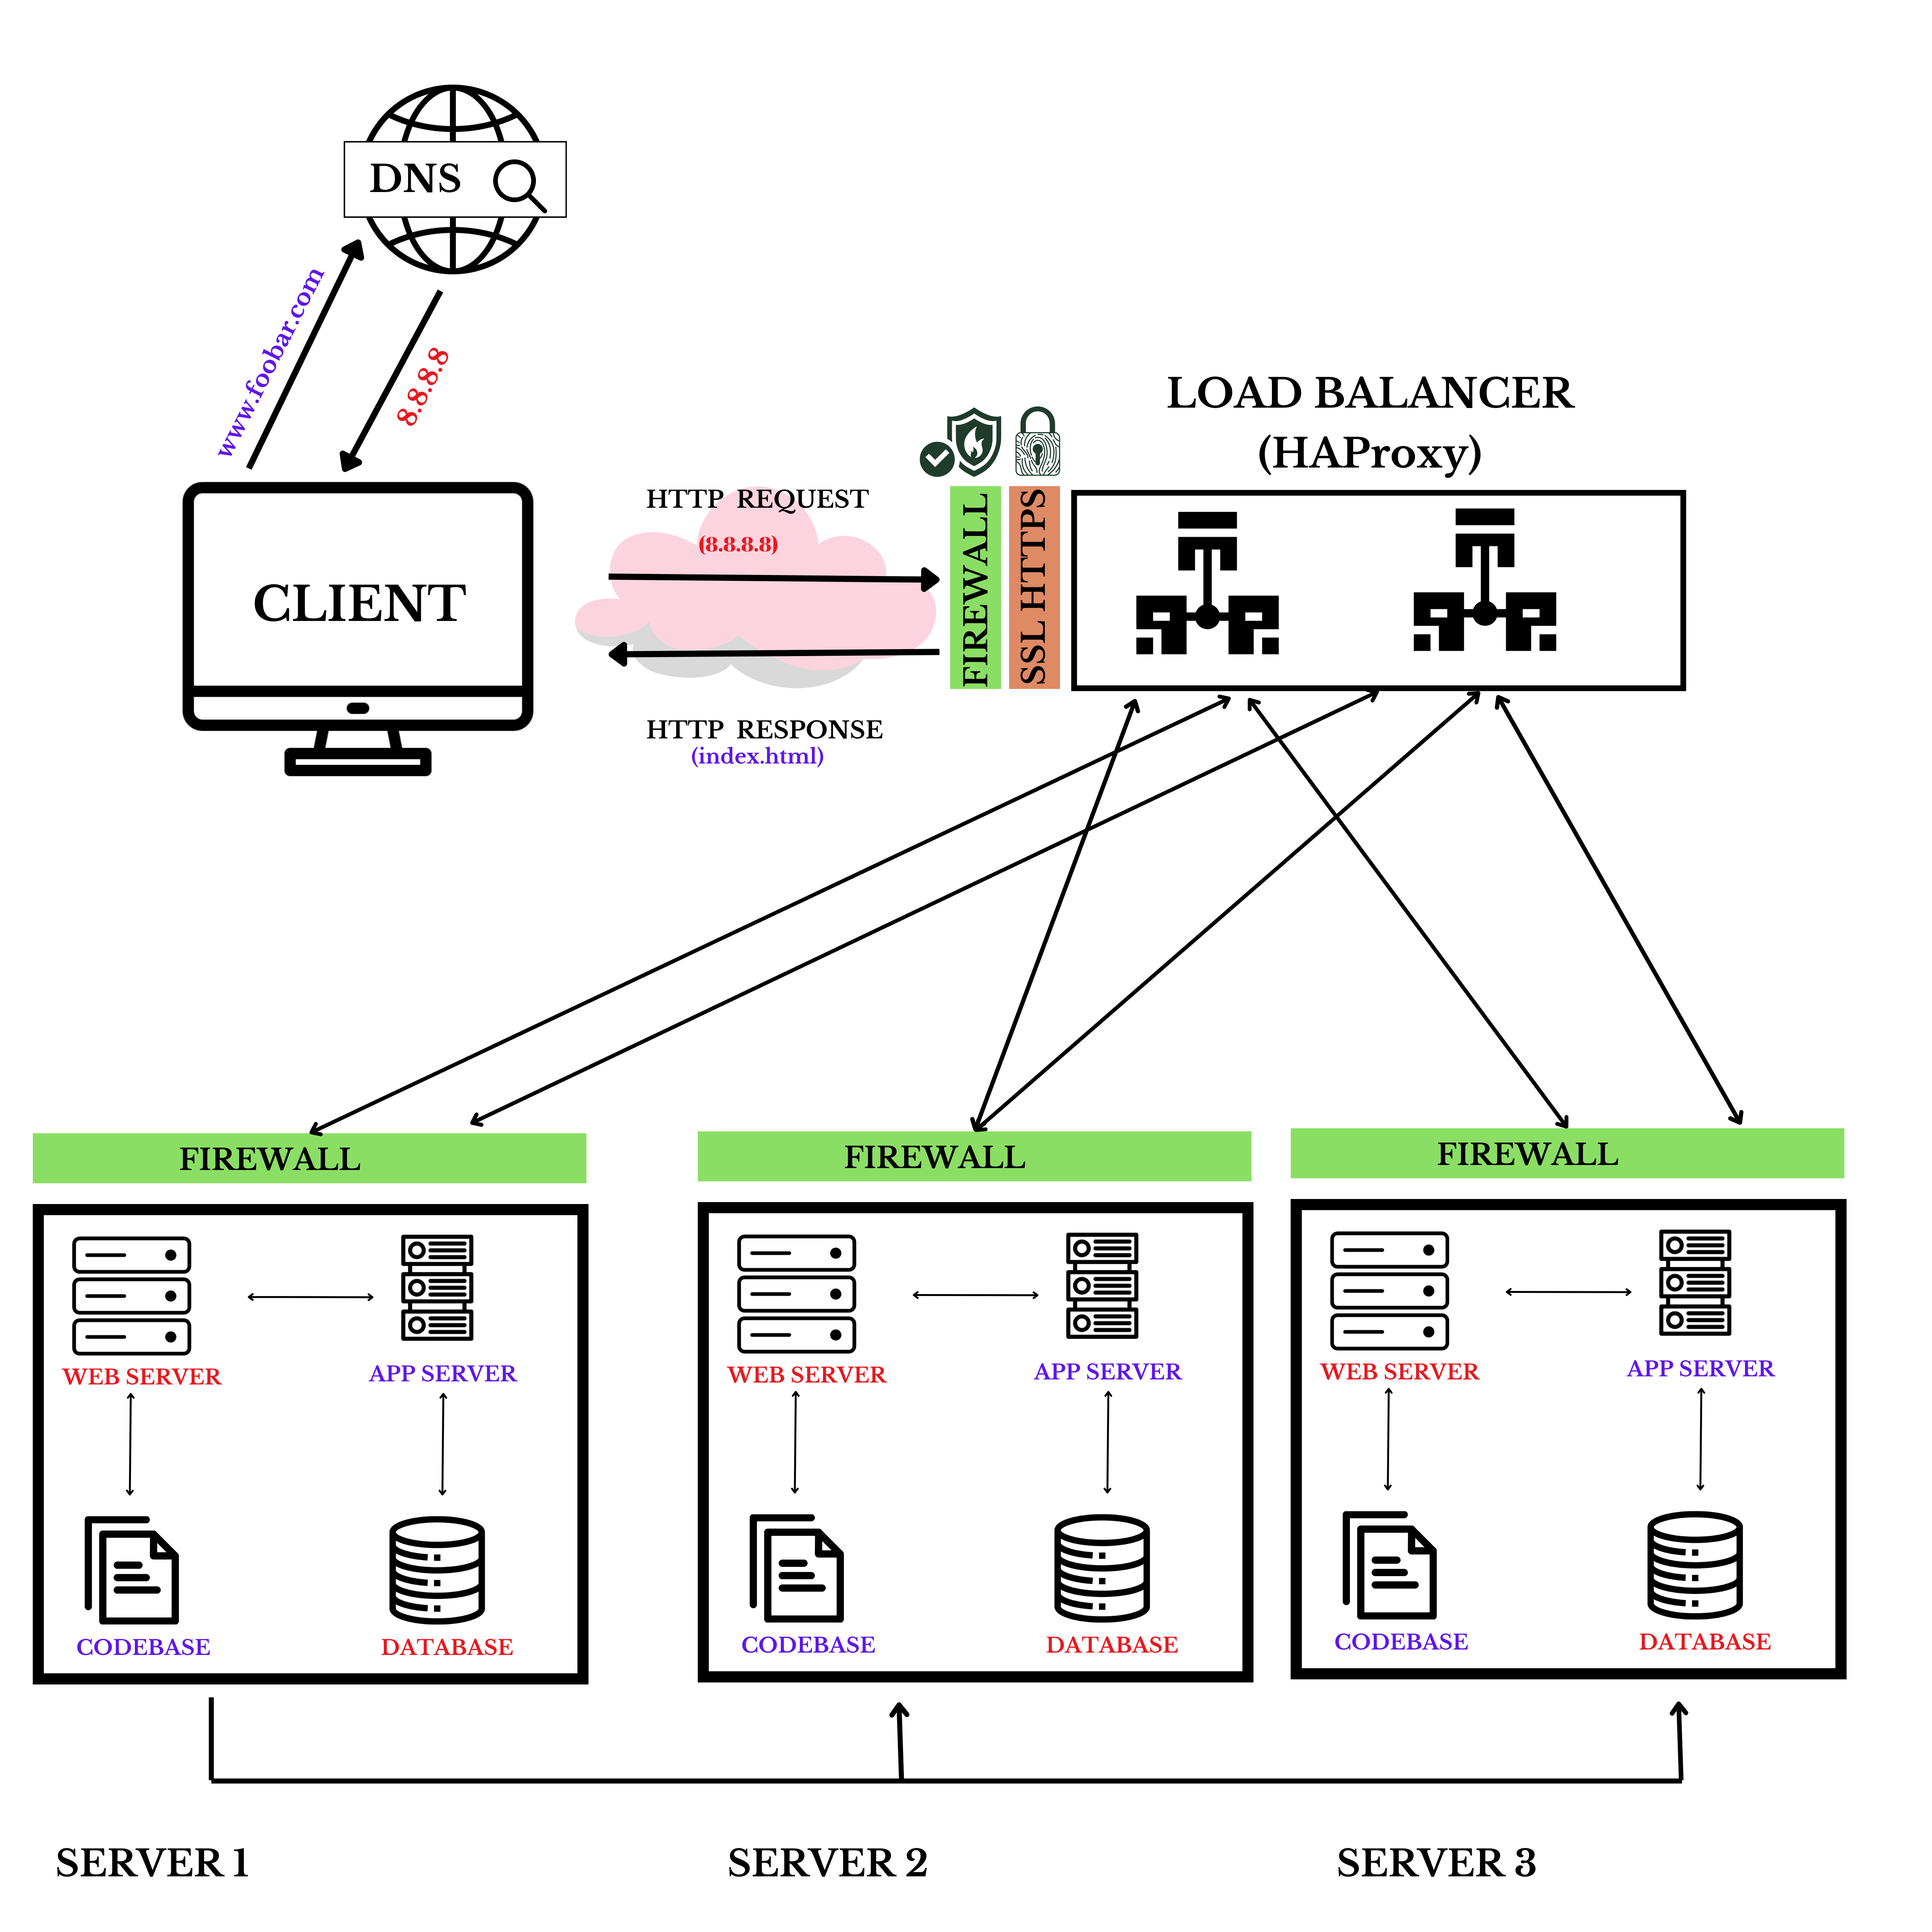 DNS
www.foobar.com
8.8.8.8
CLIENT
HTTP REQUEST
(8.8.8.8)
HTTP RESPONSE
(index.html)
FIREWALL
SSL HTTPS
LOAD BALANCER
(HAProxy)
FIREWALL
WEB SERVER
APP SERVER
CODEBASE
DATABASE
FIREWALL
WEB SERVER
APP SERVER
CODEBASE
DATABASE
FIREWALL
WEB SERVER
APP SERVER
CODEBASE
DATABASE
SERVER 1
SERVER 2
SERVER 3